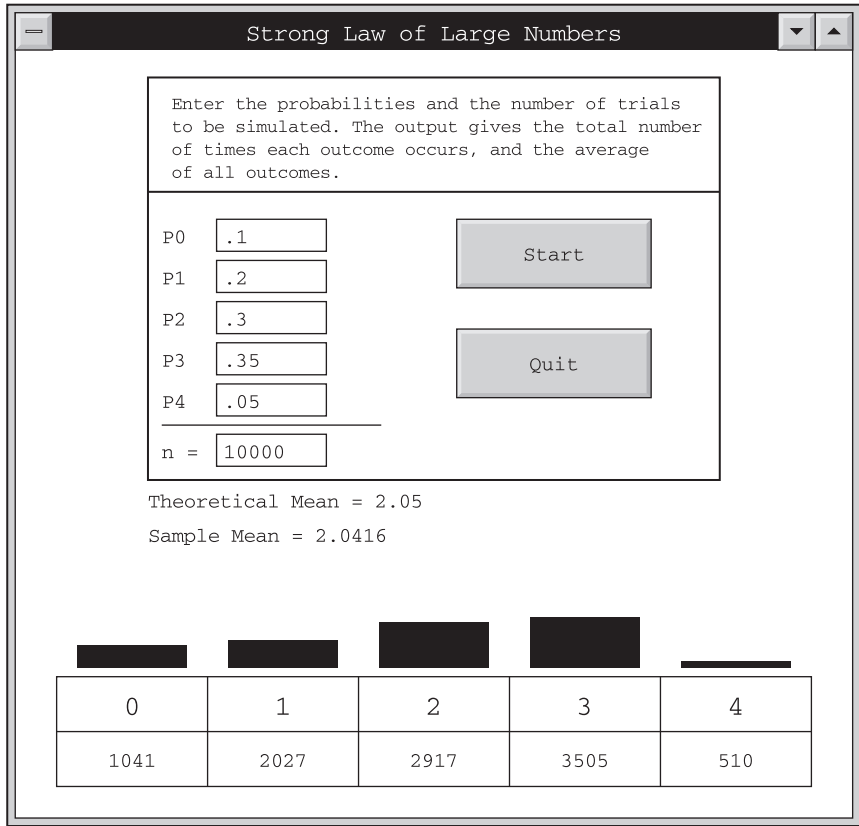 Strong Law of Large Numbers
Enter the probabilities and the number of trials
to be simulated. The output gives the total number
of times each outcome occurs, and the average
of all outcomes.
P0 .1
P1 .2
P2 .3
P3 .35
P4 .05
n = 10000
Start
Quit
Theoretical Mean = 2.05
Sample Mean = 2.0416
0 1 2 3 4
1041 2027 2917 3505 510